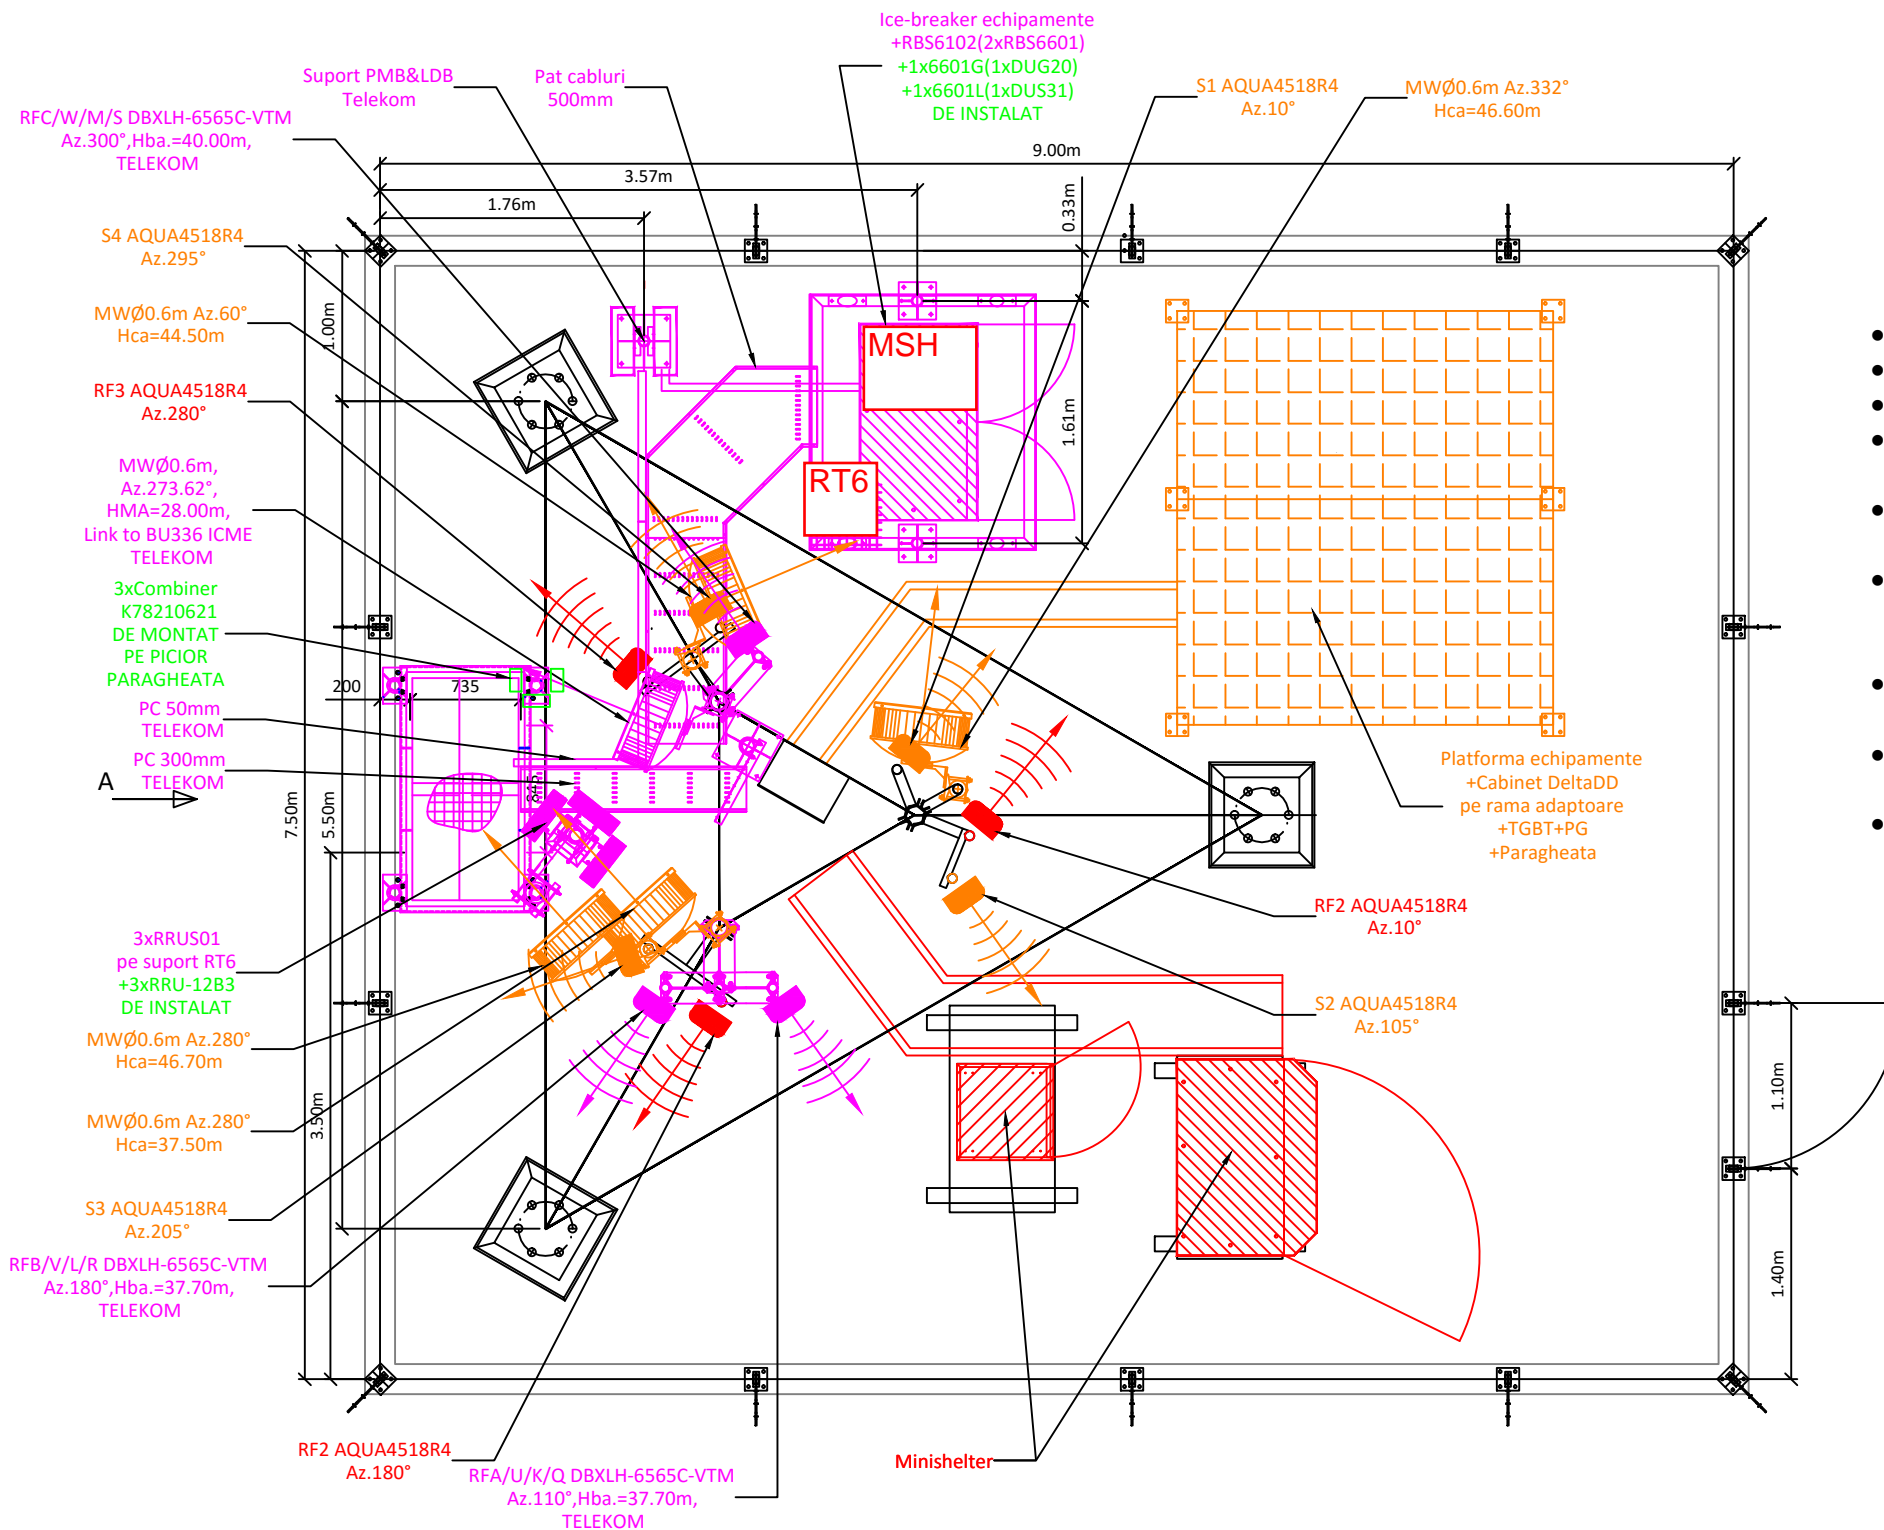 Ice-breaker echipamente
+RBS6102(2xRBS6601)
+1x6601G(1xDUG20)
+1x6601L(1xDUS31)
DE INSTALAT
Suport PMB&LDB
Telekom
Pat cabluri
500mm
S1 AQUA4518R4
Az.10°
MWØ0.6m Az.332°
Hca=46.60m
RFC/W/M/S DBXLH-6565C-VTM
Az.300°,Hba.=40.00m,
TELEKOM
9.00m
3.57m
1.76m
0.33m
S4 AQUA4518R4
Az.295°
MWØ0.6m Az.60°
Hca=44.50m
1.00m
MSH
RF3 AQUA4518R4
Az.280°
1.61m
RT6
MWØ0.6m,
Az.273.62°,
HMA=28.00m,
Link to BU336 ICME
TELEKOM
3xCombiner
K78210621
DE MONTAT
PE PICIOR
PARAGHEATA
200
735
PC 50mm
TELEKOM
PC 300mm
TELEKOM
A
845
7.50m
5.50m
3.50m
Platforma echipamente
+Cabinet DeltaDD
pe rama adaptoare
+TGBT+PG
+Paragheata
RF2 AQUA4518R4
Az.10°
3xRRUS01
pe suport RT6
+3xRRU-12B3
DE INSTALAT
S2 AQUA4518R4
Az.105°
MWØ0.6m Az.280°
Hca=46.70m
1.10m
MWØ0.6m Az.280°
Hca=37.50m
S3 AQUA4518R4
Az.205°
1.40m
RFB/V/L/R DBXLH-6565C-VTM
Az.180°,Hba.=37.70m,
TELEKOM
RF2 AQUA4518R4
Az.180°
RFA/U/K/Q DBXLH-6565C-VTM
Az.110°,Hba.=37.70m,
TELEKOM
Minishelter